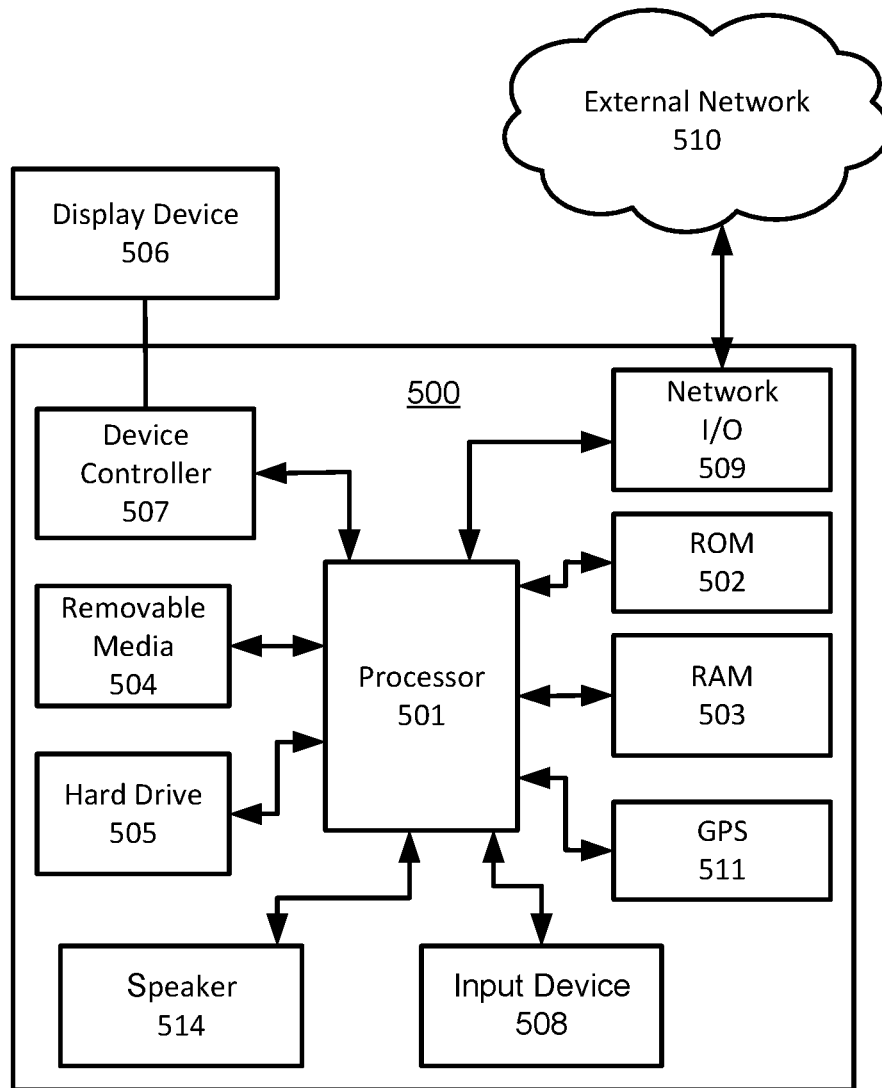 External Network
510
Display Device
506
500
Device
Controller
507
Network
I/O
509
ROM
502
Removable
Media
504
Processor
501
RAM
503
Hard Drive
505
GPS
511
Speaker
514
Input Device
508